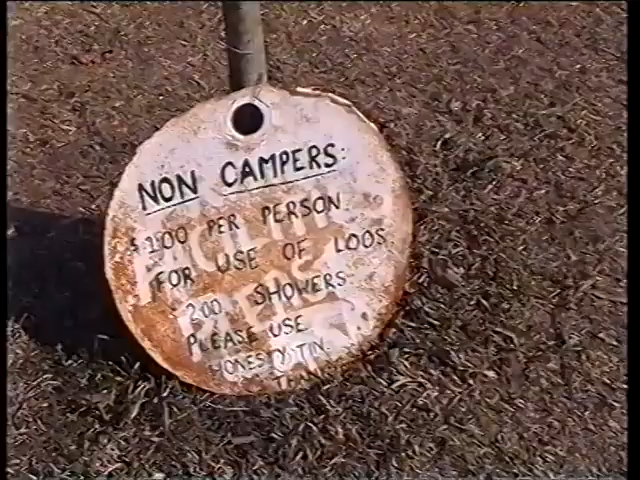 NON CAMPERS:
$1.00 PER PERSON
FOR USE OF LOOS
2.00 SHOWERS
PLEASE USE
HONESTY TIN